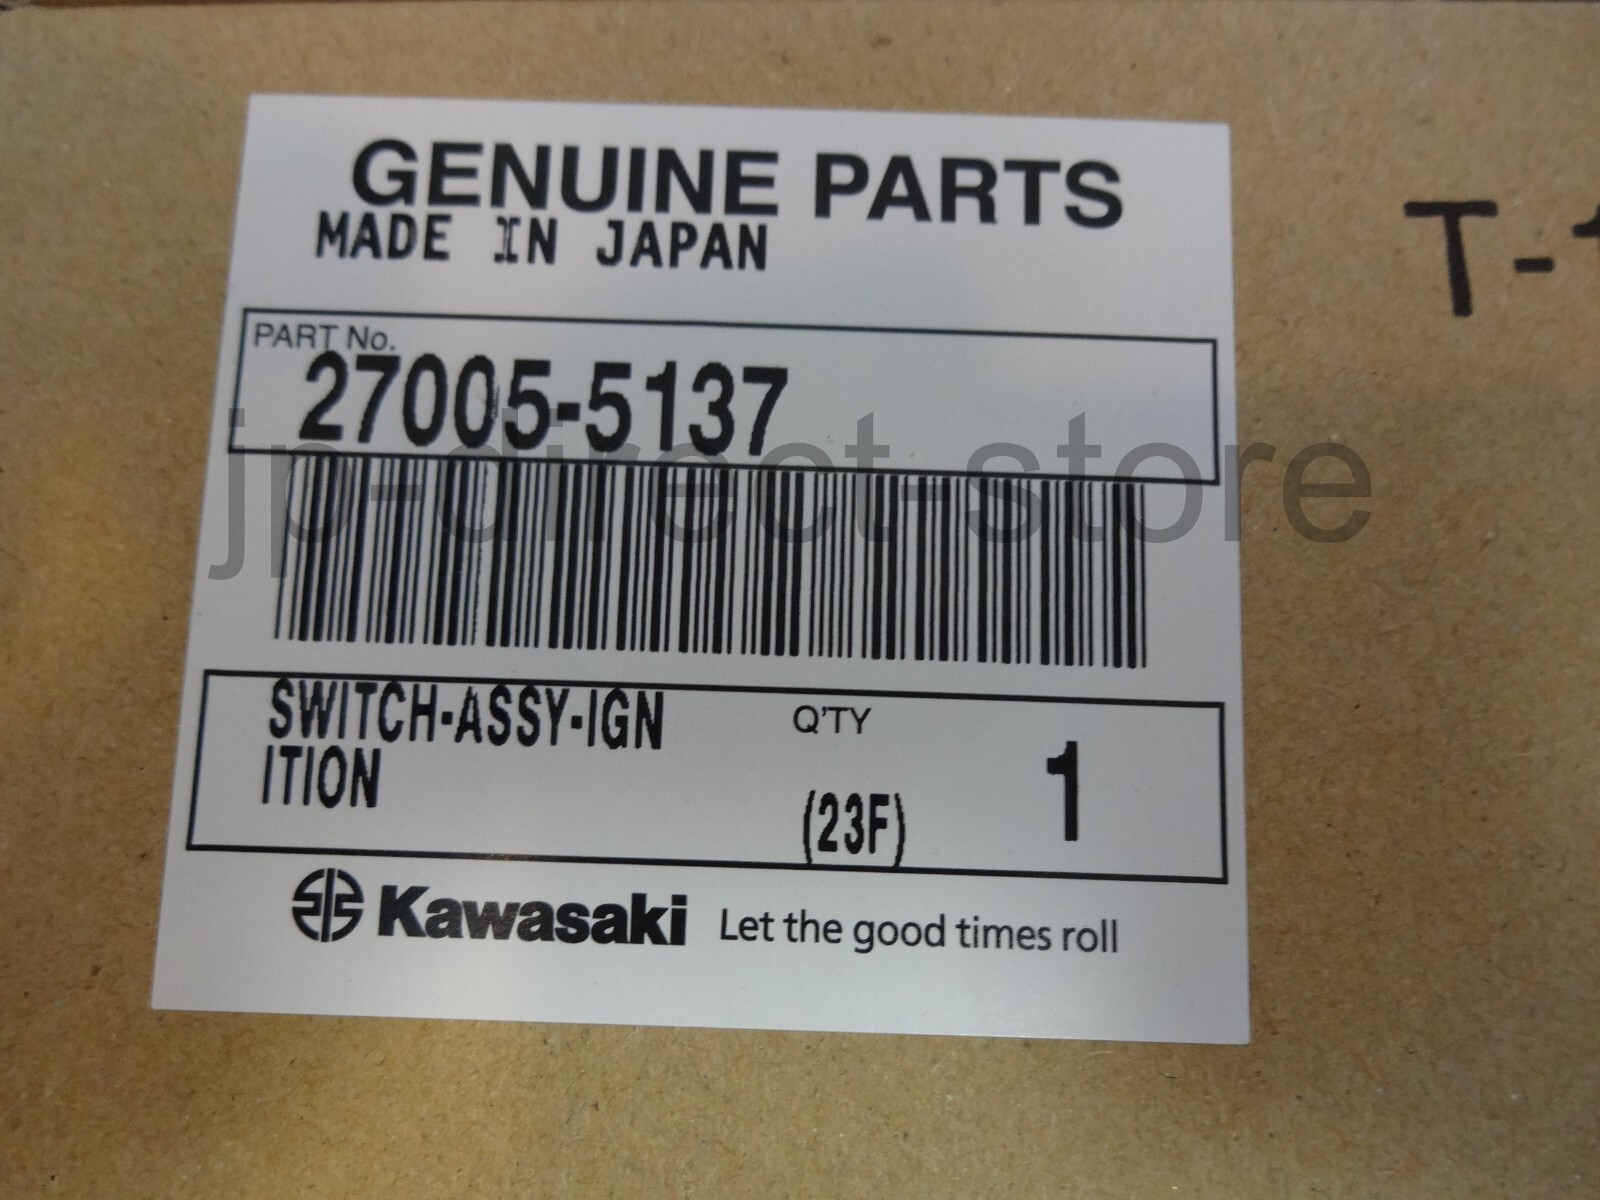 GENUINE PARTS
MADE IN JAPAN
PART No.
27005-5137
jp-direct-store
SWITCH-ASSY-IGN
ITION
Q'TY
(23F)
1
Kawasaki Let the good times roll